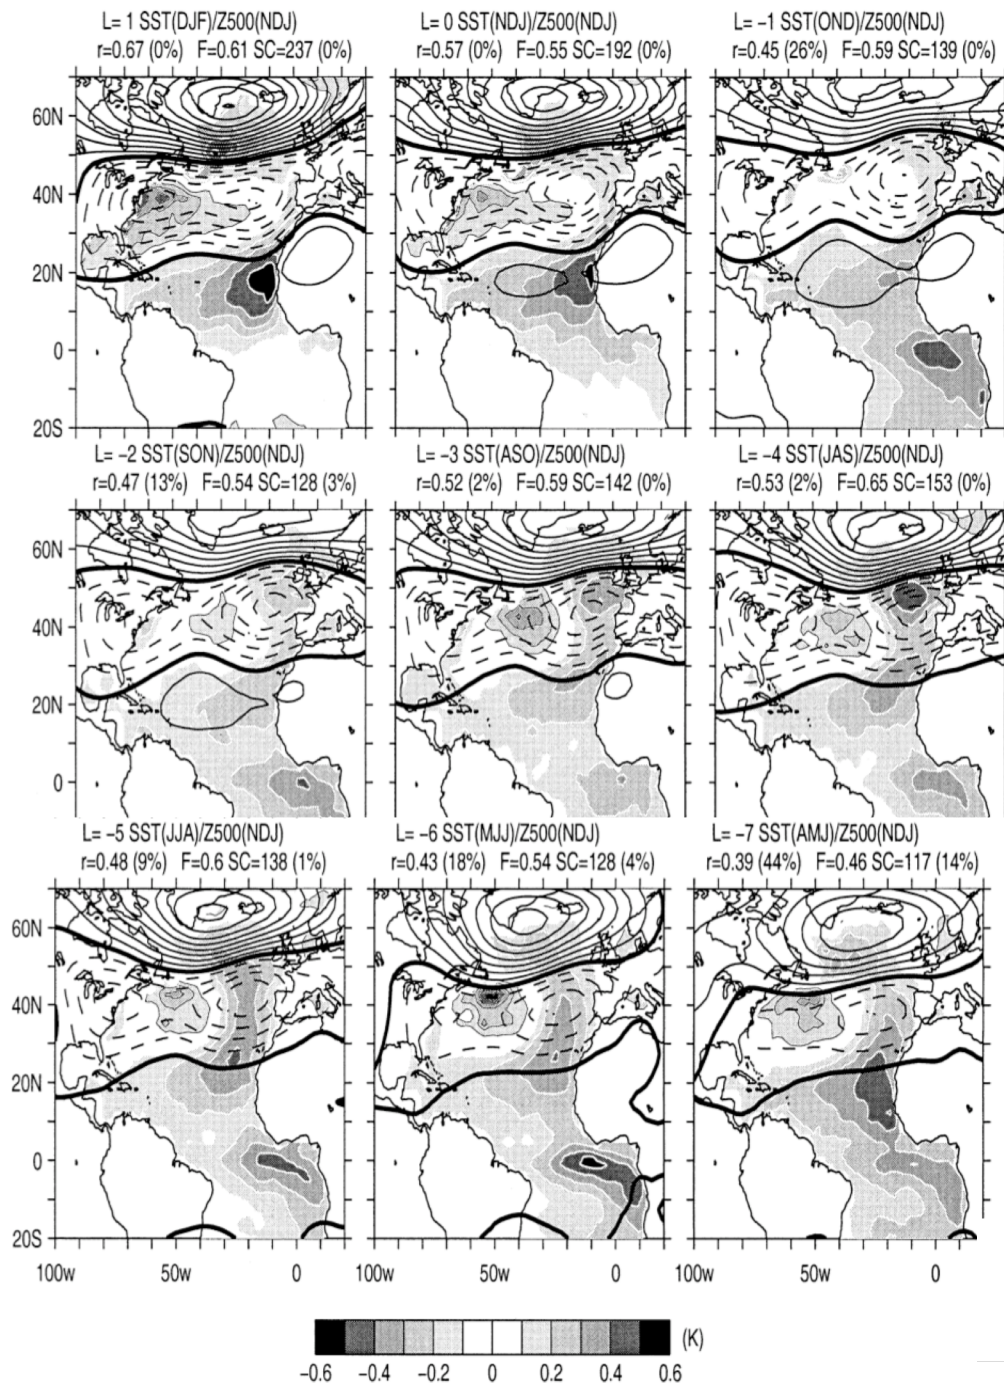 L= 1 SST(DJF)/Z500(NDJ)
r=0.67 (0%) F=0.61 SC=237 (0%)
L= 0 SST(NDJ)/Z500(NDJ)
r=0.57 (0%) F=0.55 SC=192 (0%)
L= −1 SST(OND)/Z500(NDJ)
r=0.45 (26%) F=0.59 SC=139 (0%)
60N
40N
20N
0
20S
L= −2 SST(SON)/Z500(NDJ)
r=0.47 (13%) F=0.54 SC=128 (3%)
L= −3 SST(ASO)/Z500(NDJ)
r=0.52 (2%) F=0.59 SC=142 (0%)
L= −4 SST(JAS)/Z500(NDJ)
r=0.53 (2%) F=0.65 SC=153 (0%)
60N
40N
20N
0
L= −5 SST(JJA)/Z500(NDJ)
r=0.48 (9%) F=0.6 SC=138 (1%)
L= −6 SST(MJJ)/Z500(NDJ)
r=0.43 (18%) F=0.54 SC=128 (4%)
L= −7 SST(AMJ)/Z500(NDJ)
r=0.39 (44%) F=0.46 SC=117 (14%)
60N
40N
20N
0
20S
100w 50w 0 100w 50w 0 100w 50w 0
(K)
−0.6 −0.4 −0.2 0 0.2 0.4 0.6